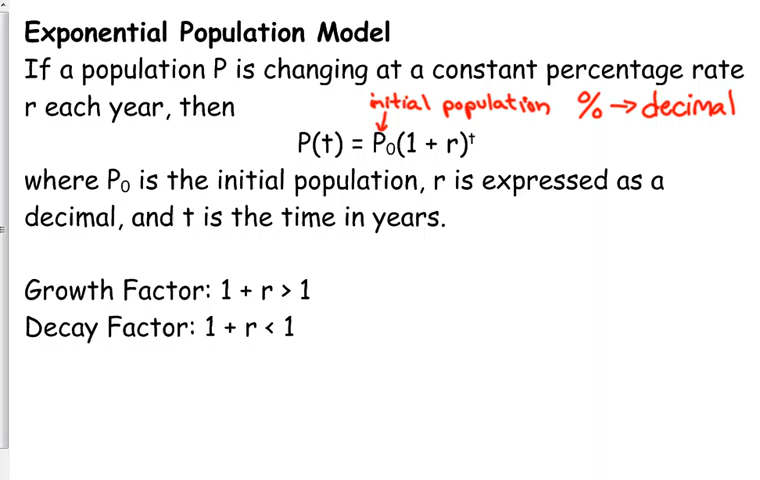 Exponential Population Model
If a population P is changing at a constant percentage rate
r each year, then
initial population % → decimal
P(t) = P₀(1 + r)ᵗ
where P₀ is the initial population, r is expressed as a
decimal, and t is the time in years.
Growth Factor: 1 + r > 1
Decay Factor: 1 + r < 1